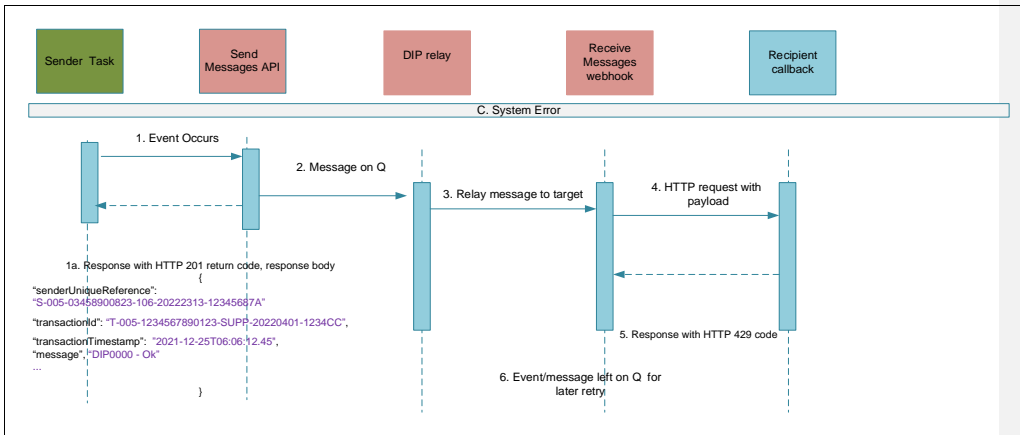 Sender Task
Send
Messages API
DIP relay
Receive
Messages
webhook
Recipient
callback
C. System Error
1. Event Occurs
2. Message on Q
3. Relay message to target
4. HTTP request with
payload
1a. Response with HTTP 201 return code, response body
{
“senderUniqueReference”:
“S-005-03458900823-106-20222313-12345687A”
“transactionId”: “T-005-1234567890123-SUPP-20220401-1234CC”,
“transactionTimestamp”: “2021-12-25T06:06:12.45”,
“message”, “DIP0000 - Ok”
...
}
5. Response with HTTP 429 code
6. Event/message left on Q for
later retry